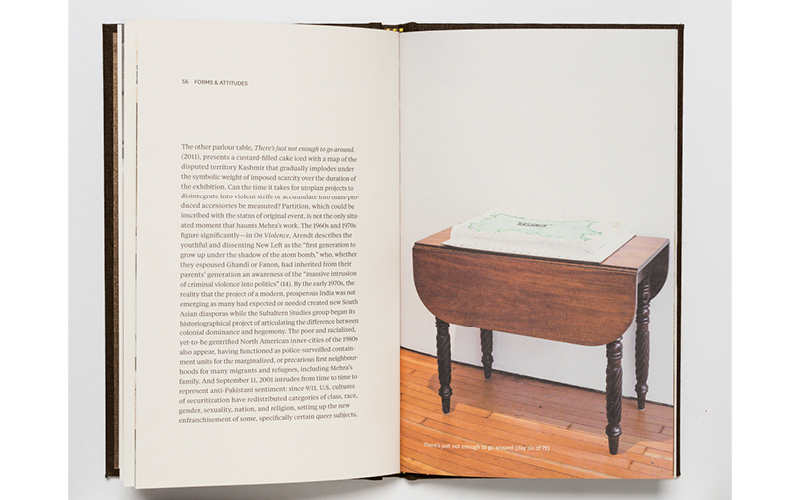 56 FORMS & ATTITUDES
The other parlour table, There's just not enough to go around.
(2011), presents a custard-filled cake iced with a map of the
disputed territory Kashmir that gradually implodes under
the symbolic weight of imposed scarcity over the duration of
the exhibition. Can the time it takes for utopian projects to
disintegrate into violent strife or accumulate into mass-pro-
duced accessories be measured? Partition, which could be
inscribed with the status of original event, is not the only situ-
ated moment that haunts Mehra's work. The 1960s and 1970s
figure significantly—in On Violence, Arendt describes the
youthful and dissenting New Left as the "first generation to
grow up under the shadow of the atom bomb," who, whether
they espoused Ghandi or Fanon, had inherited from their
parents' generation an awareness of the "massive intrusion
of criminal violence into politics" (14). By the early 1970s, the
reality that the project of a modern, prosperous India was not
emerging as many had expected or needed created new South
Asian diasporas while the Subaltern Studies group began its
historiographical project of articulating the difference between
colonial dominance and hegemony. The poor and racialized,
yet-to-be gentrified North American inner-cities of the 1980s
also appear, having functioned as police-surveilled contain-
ment units for the marginalized, or precarious first neighbour-
hoods for many migrants and refugees, including Mehra's
family. And September 11, 2001 intrudes from time to time to
represent anti-Pakistani sentiment: since 9/11, U.S. cultures
of securitization have redistributed categories of class, race,
gender, sexuality, nation, and religion, setting up the new
enfranchisement of some, specifically certain queer subjects,
There's just not enough to go around (day six of 19)